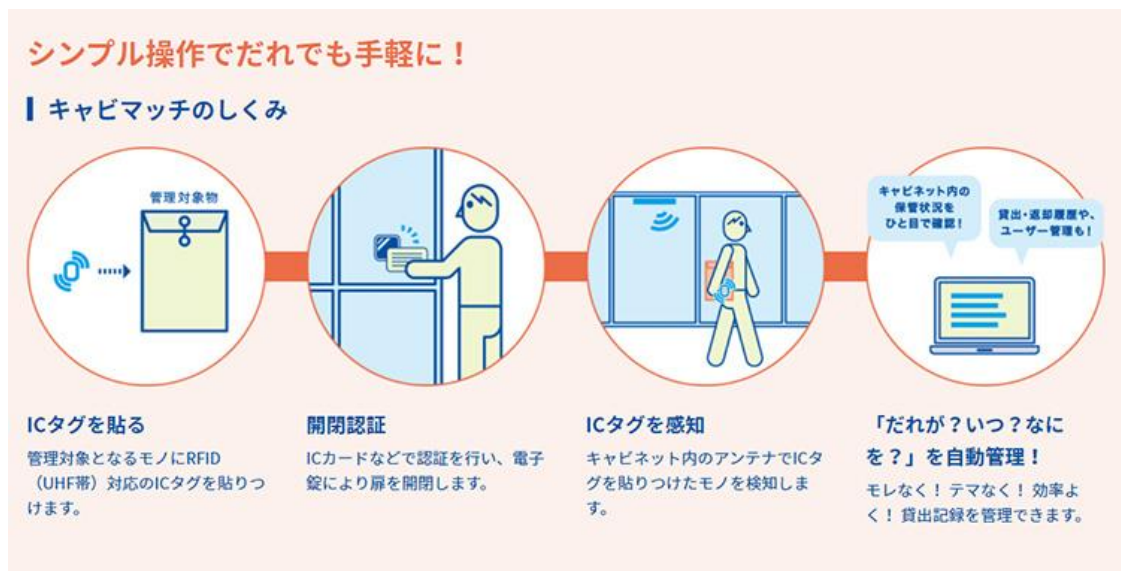 シンプル操作でだれでも手軽に！
キャビマッチのしくみ
管理対象物
キャビネット内の
保管状況を
ひと目で確認！
貸出・返却履歴や、
ユーザー管理も！
ICタグを貼る
管理対象となるモノにRFID
（UHF帯）対応のICタグを貼りつ
けます。
開閉認証
ICカードなどで認証を行い、電子
錠により扉を開閉します。
ICタグを感知
キャビネット内のアンテナでICタ
グを貼りつけたモノを検知しま
す。
「だれが？いつ？なに
を？」を自動管理！
モレなく！テマなく！効率よ
く！貸出記録を管理できます。